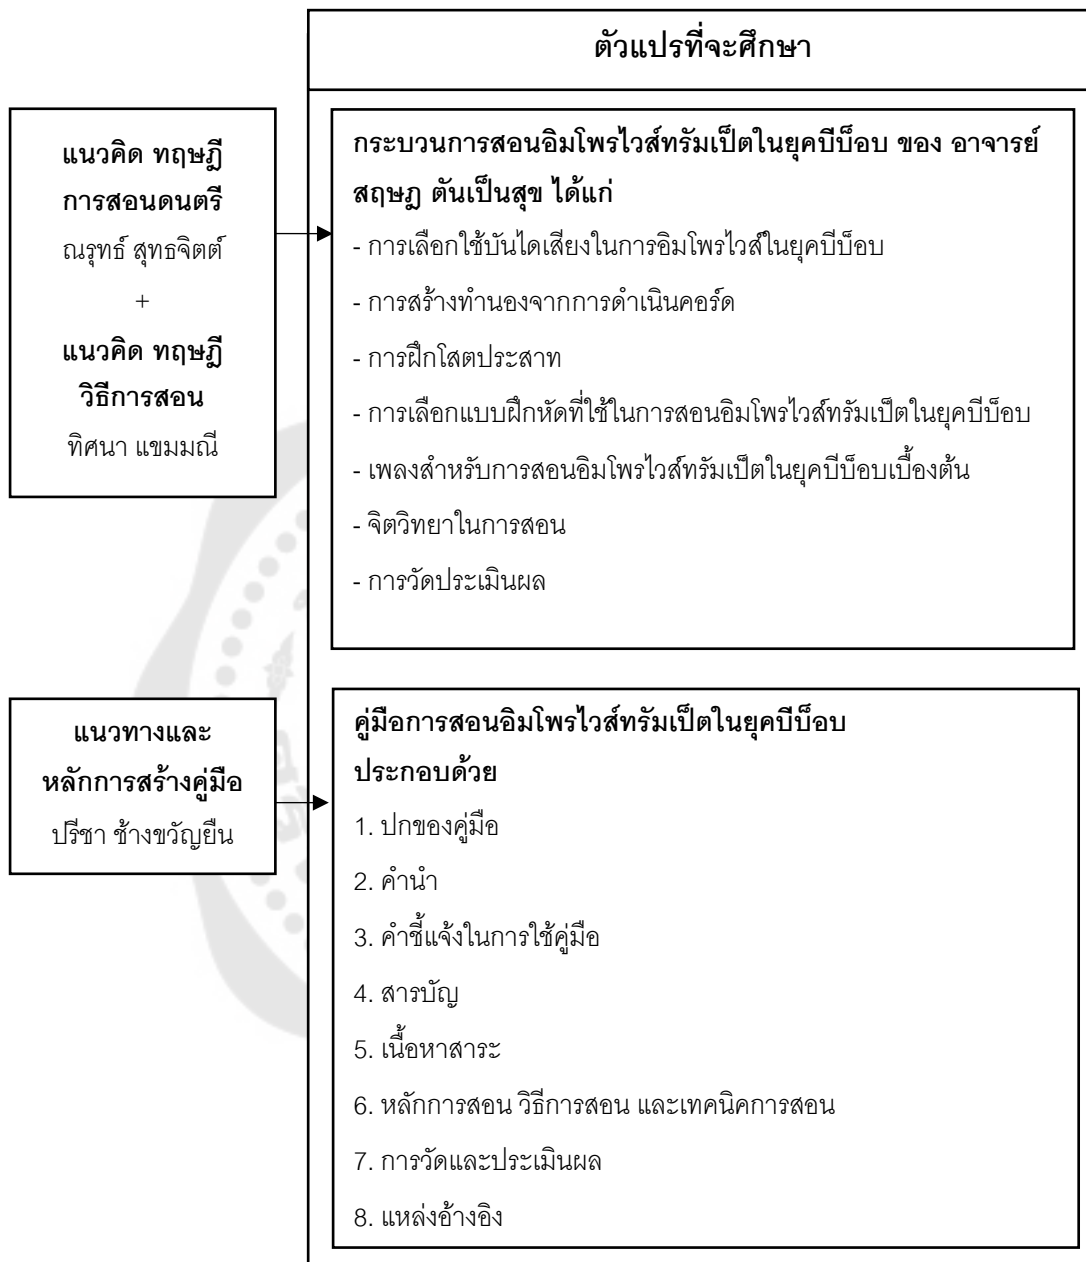 ตัวแปรที่จะศึกษา
แนวคิด ทฤษฎี
การสอนดนตรี
ณรุทธ์ สุทธจิตต์
+
แนวคิด ทฤษฎี
วิธีการสอน
ทิศนา แขมมณี
กระบวนการสอนอิมโพรไวส์ทรัมเป็ตในยุคบีบ็อบ ของ อาจารย์
สฤษฎ ตันเป็นสุข ได้แก่
- การเลือกใช้บันไดเสียงในการอิมโพรไวส์ในยุคบีบ็อบ
- การสร้างทำนองจากการดำเนินคอร์ด
- การฝึกโสตประสาท
- การเลือกแบบฝึกหัดที่ใช้ในการสอนอิมโพรไวส์ทรัมเป็ตในยุคบีบ็อบ
- เพลงสำหรับการสอนอิมโพรไวส์ทรัมเป็ตในยุคบีบ็อบเบื้องต้น
- จิตวิทยาในการสอน
- การวัดประเมินผล
แนวทางและ
หลักการสร้างคู่มือ
ปรีชา ช้างขวัญยืน
คู่มือการสอนอิมโพรไวส์ทรัมเป็ตในยุคบีบ็อบ
ประกอบด้วย
1. ปกของคู่มือ
2. คำนำ
3. คำชี้แจ้งในการใช้คู่มือ
4. สารบัญ
5. เนื้อหาสาระ
6. หลักการสอน วิธีการสอน และเทคนิคการสอน
7. การวัดและประเมินผล
8. แหล่งอ้างอิง